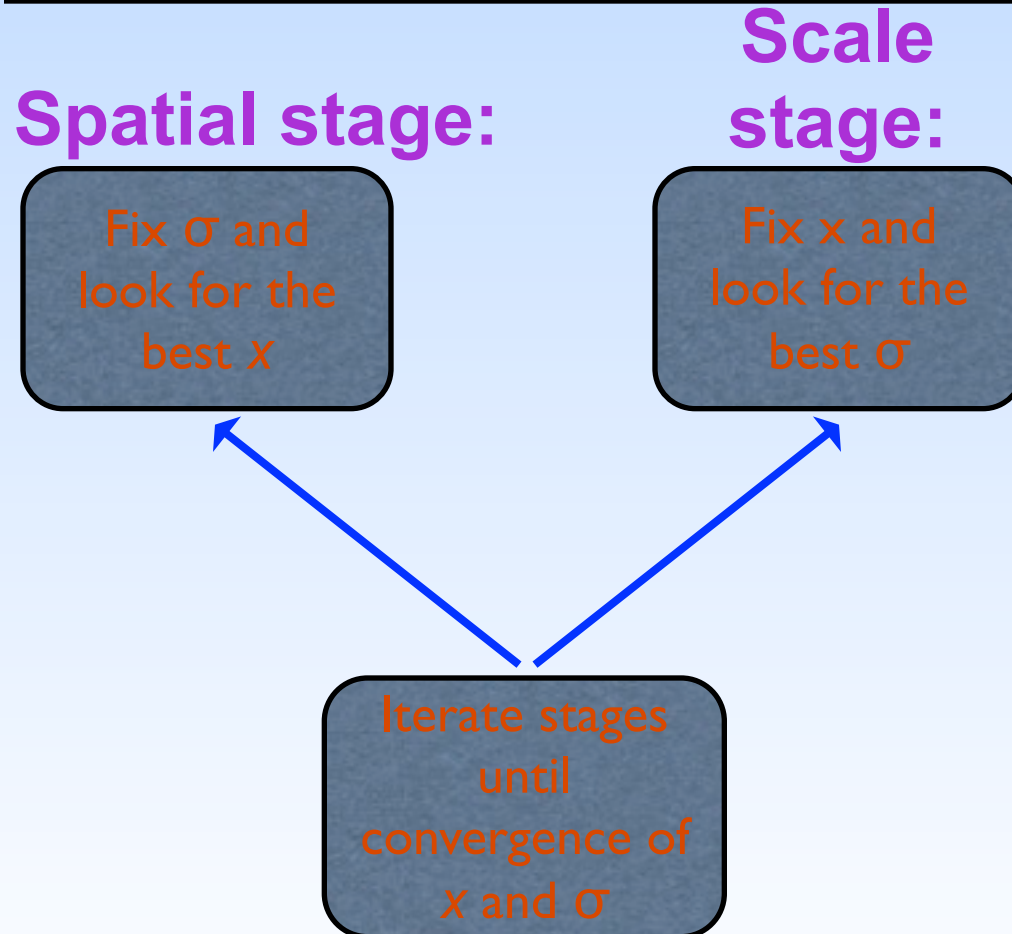 Spatial stage:
Fix σ and
look for the
best x
Scale
stage:
Fix x and
look for the
best σ
Iterate stages
until
convergence of
x and σ